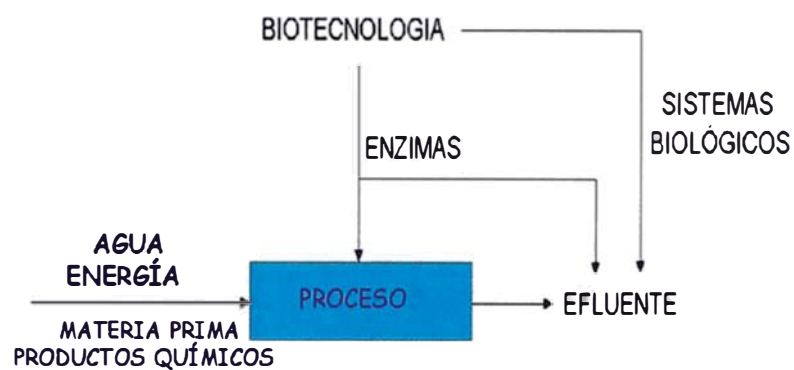 BIOTECNOLOGIA
SISTEMAS
BIOLÓGICOS
ENZIMAS
AGUA
ENERGÍA
PROCESO
EFLUENTE
MATERIA PRIMA
PRODUCTOS QUÍMICOS